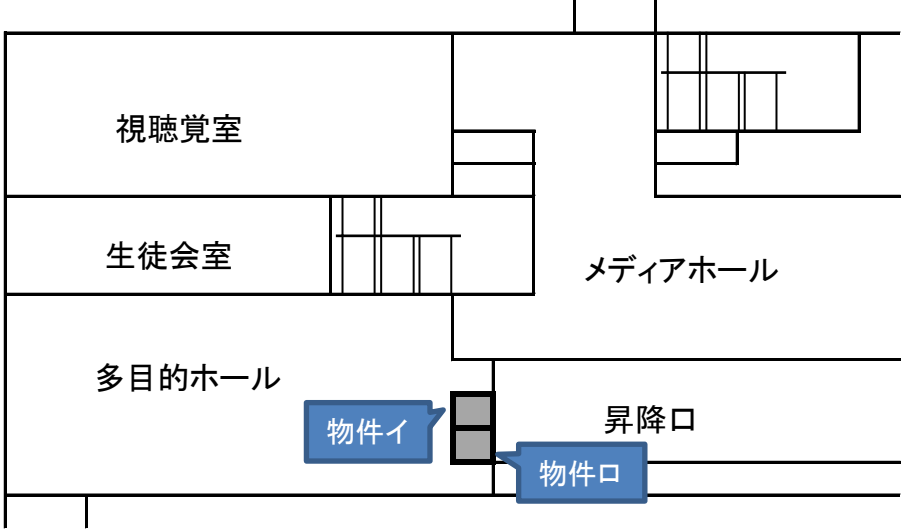 視聴覚室
生徒会室
メディアホール
多目的ホール
物件イ
昇降口
物件ロ